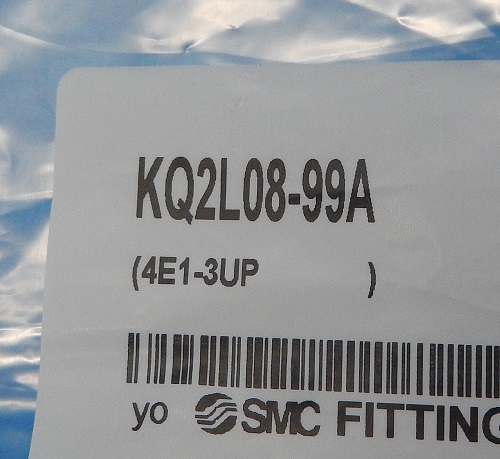 KQ2L08-99A
(4E1-3UP )
yo SMC FITTING